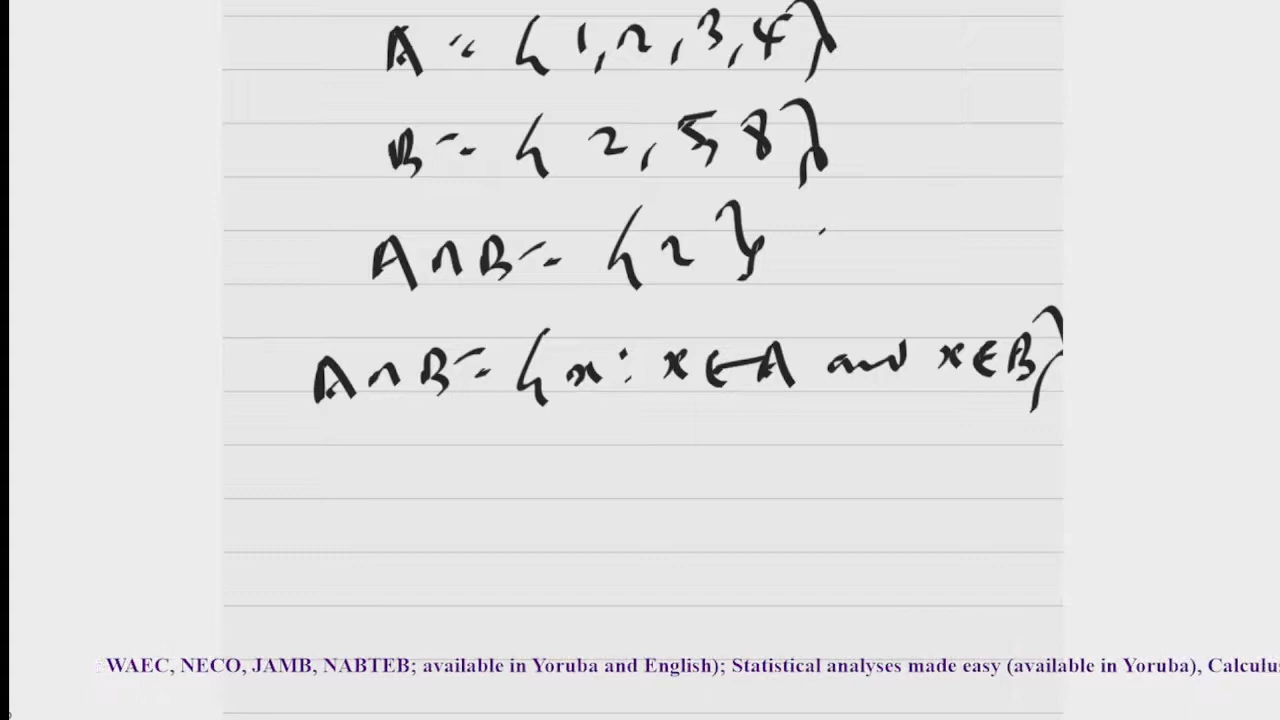 A = {1, 2, 3, 4}
B = {2, 5, 8}
A ∩ B = {2}
A ∩ B = {x : x ∈ A and x ∈ B}
WAEC, NECO, JAMB, NABTEB; available in Yoruba and English); Statistical analyses made easy (available in Yoruba), Calculus